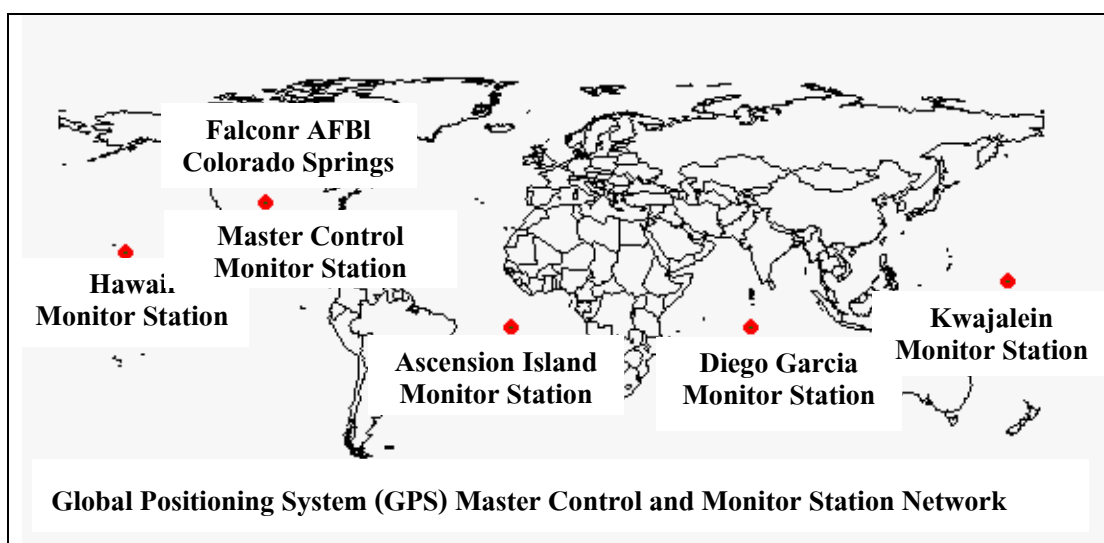 Falconr AFBl
Colorado Springs
Master Control
Monitor Station
Hawaii
Monitor Station
Ascension Island
Monitor Station
Diego Garcia
Monitor Station
Kwajalein
Monitor Station
Global Positioning System (GPS) Master Control and Monitor Station Network